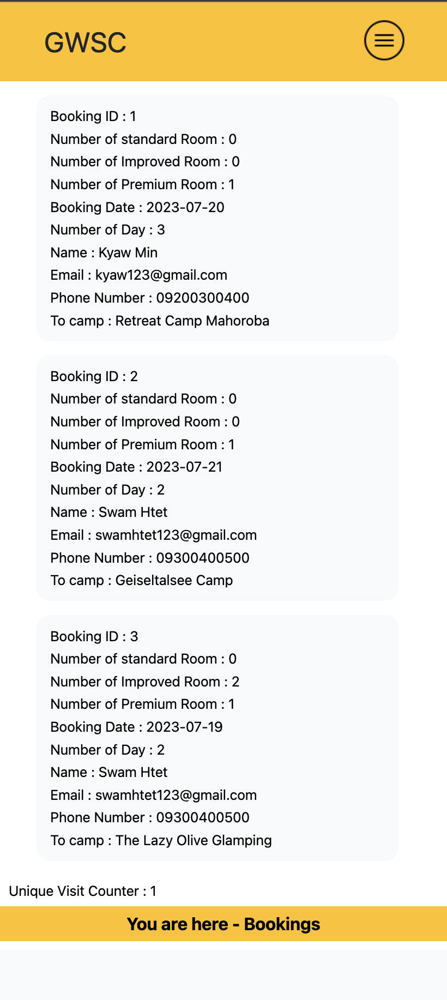 GWSC
Booking ID : 1
Number of standard Room : 0
Number of Improved Room : 0
Number of Premium Room : 1
Booking Date : 2023-07-20
Number of Day : 3
Name : Kyaw Min
Email : kyaw123@gmail.com
Phone Number : 09200300400
To camp : Retreat Camp Mahoroba
Booking ID : 2
Number of standard Room : 0
Number of Improved Room : 0
Number of Premium Room : 1
Booking Date : 2023-07-21
Number of Day : 2
Name : Swam Htet
Email : swamhtet123@gmail.com
Phone Number : 09300400500
To camp : Geiseltalsee Camp
Booking ID : 3
Number of standard Room : 0
Number of Improved Room : 2
Number of Premium Room : 1
Booking Date : 2023-07-19
Number of Day : 2
Name : Swam Htet
Email : swamhtet123@gmail.com
Phone Number : 09300400500
To camp : The Lazy Olive Glamping
Unique Visit Counter : 1
You are here - Bookings